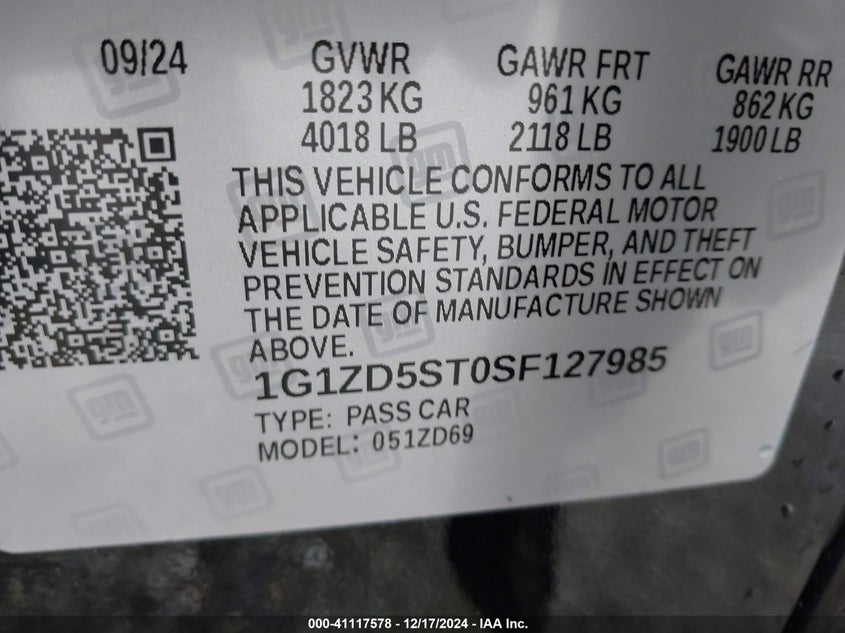 09/24 GVWR GAWR FRT GAWR RR
1823 KG 961 KG 862 KG
4018 LB 2118 LB 1900 LB
THIS VEHICLE CONFORMS TO ALL
APPLICABLE U.S. FEDERAL MOTOR
VEHICLE SAFETY, BUMPER, AND THEFT
PREVENTION STANDARDS IN EFFECT ON
THE DATE OF MANUFACTURE SHOWN
ABOVE.
1G1ZD5ST0SF127985
TYPE: PASS CAR
MODEL: 051ZD69
000-41117578 - 12/17/2024 - IAA Inc.